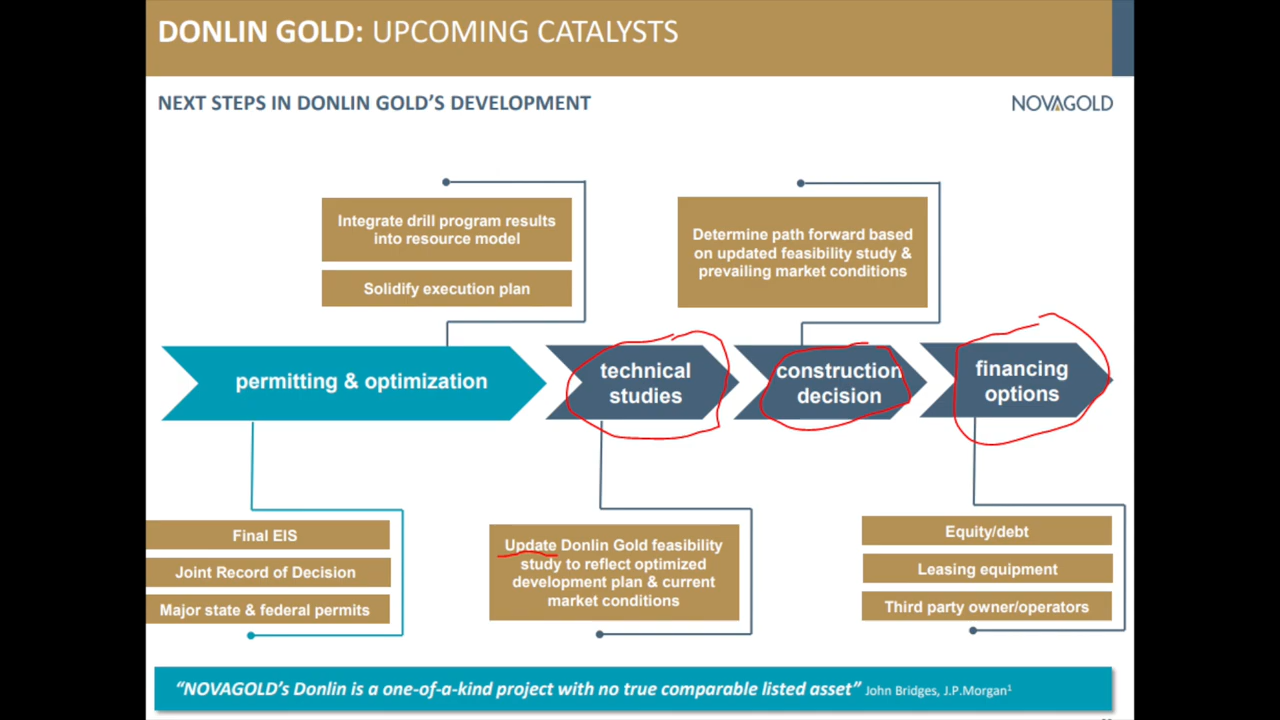 DONLIN GOLD: UPCOMING CATALYSTS
NEXT STEPS IN DONLIN GOLD'S DEVELOPMENT
NOVAGOLD
Integrate drill program results
into resource model
Solidify execution plan
Determine path forward based
on updated feasibility study &
prevailing market conditions
permitting & optimization
technical
studies
construction
decision
financing
options
Final EIS
Joint Record of Decision
Major state & federal permits
Update Donlin Gold feasibility
study to reflect optimized
development plan & current
market conditions
Equity/debt
Leasing equipment
Third party owner/operators
"NOVAGOLD's Donlin is a one-of-a-kind project with no true comparable listed asset" John Bridges, J.P.Morgan¹